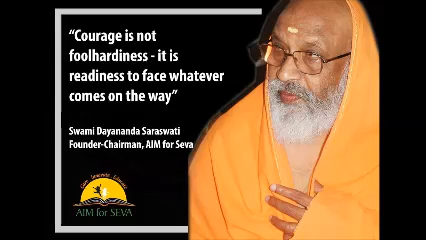 “Courage is not
foolhardiness - it is
readiness to face whatever
comes on the way”
Swami Dayananda Saraswati
Founder-Chairman, AIM for Seva
AIM for SEVA